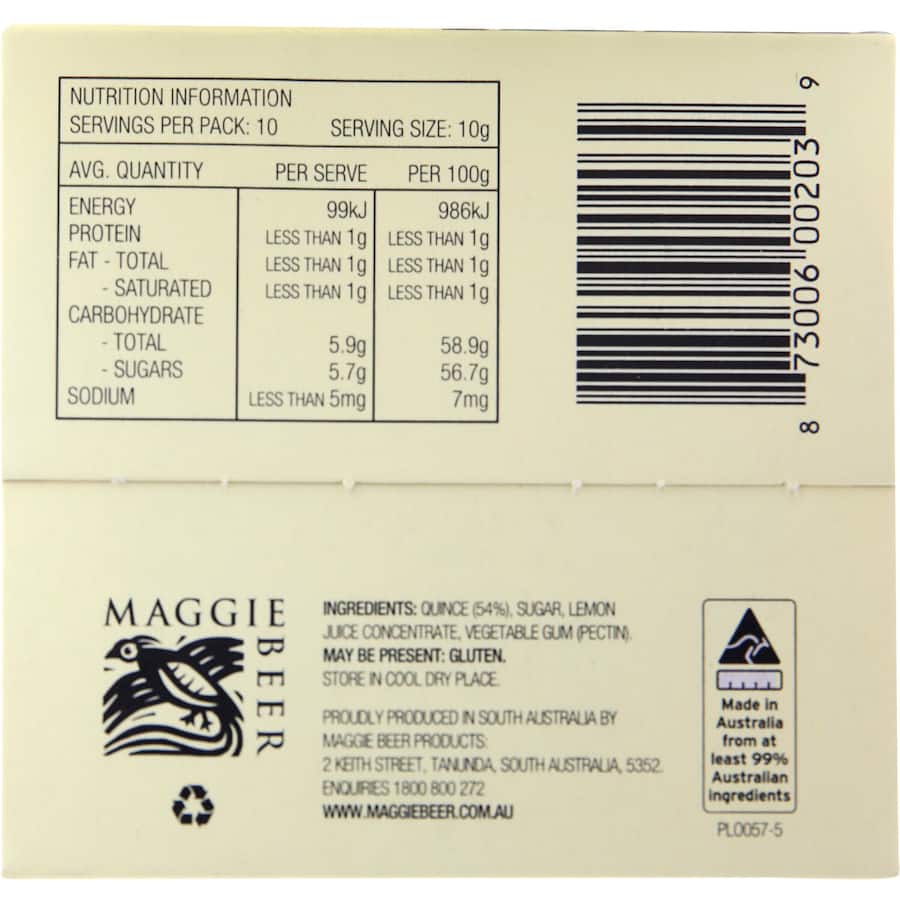 NUTRITION INFORMATION
SERVINGS PER PACK: 10 SERVING SIZE: 10g
AVG. QUANTITY PER SERVE PER 100g
ENERGY 99kJ 986kJ
PROTEIN LESS THAN 1g LESS THAN 1g
FAT - TOTAL LESS THAN 1g LESS THAN 1g
- SATURATED LESS THAN 1g LESS THAN 1g
CARBOHYDRATE
- TOTAL 5.9g 58.9g
- SUGARS 5.7g 56.7g
SODIUM LESS THAN 5mg 7mg
8 73006 00203 9
MAGGIE
BEER
INGREDIENTS: QUINCE (54%), SUGAR, LEMON
JUICE CONCENTRATE, VEGETABLE GUM (PECTIN).
MAY BE PRESENT: GLUTEN.
STORE IN COOL DRY PLACE.
PROUDLY PRODUCED IN SOUTH AUSTRALIA BY
MAGGIE BEER PRODUCTS:
2 KEITH STREET, TANUNDA, SOUTH AUSTRALIA, 5352.
ENQUIRIES 1800 800 272
WWW.MAGGIEBEER.COM.AU
Made in
Australia
from at
least 99%
Australian
ingredients
PL0057-5